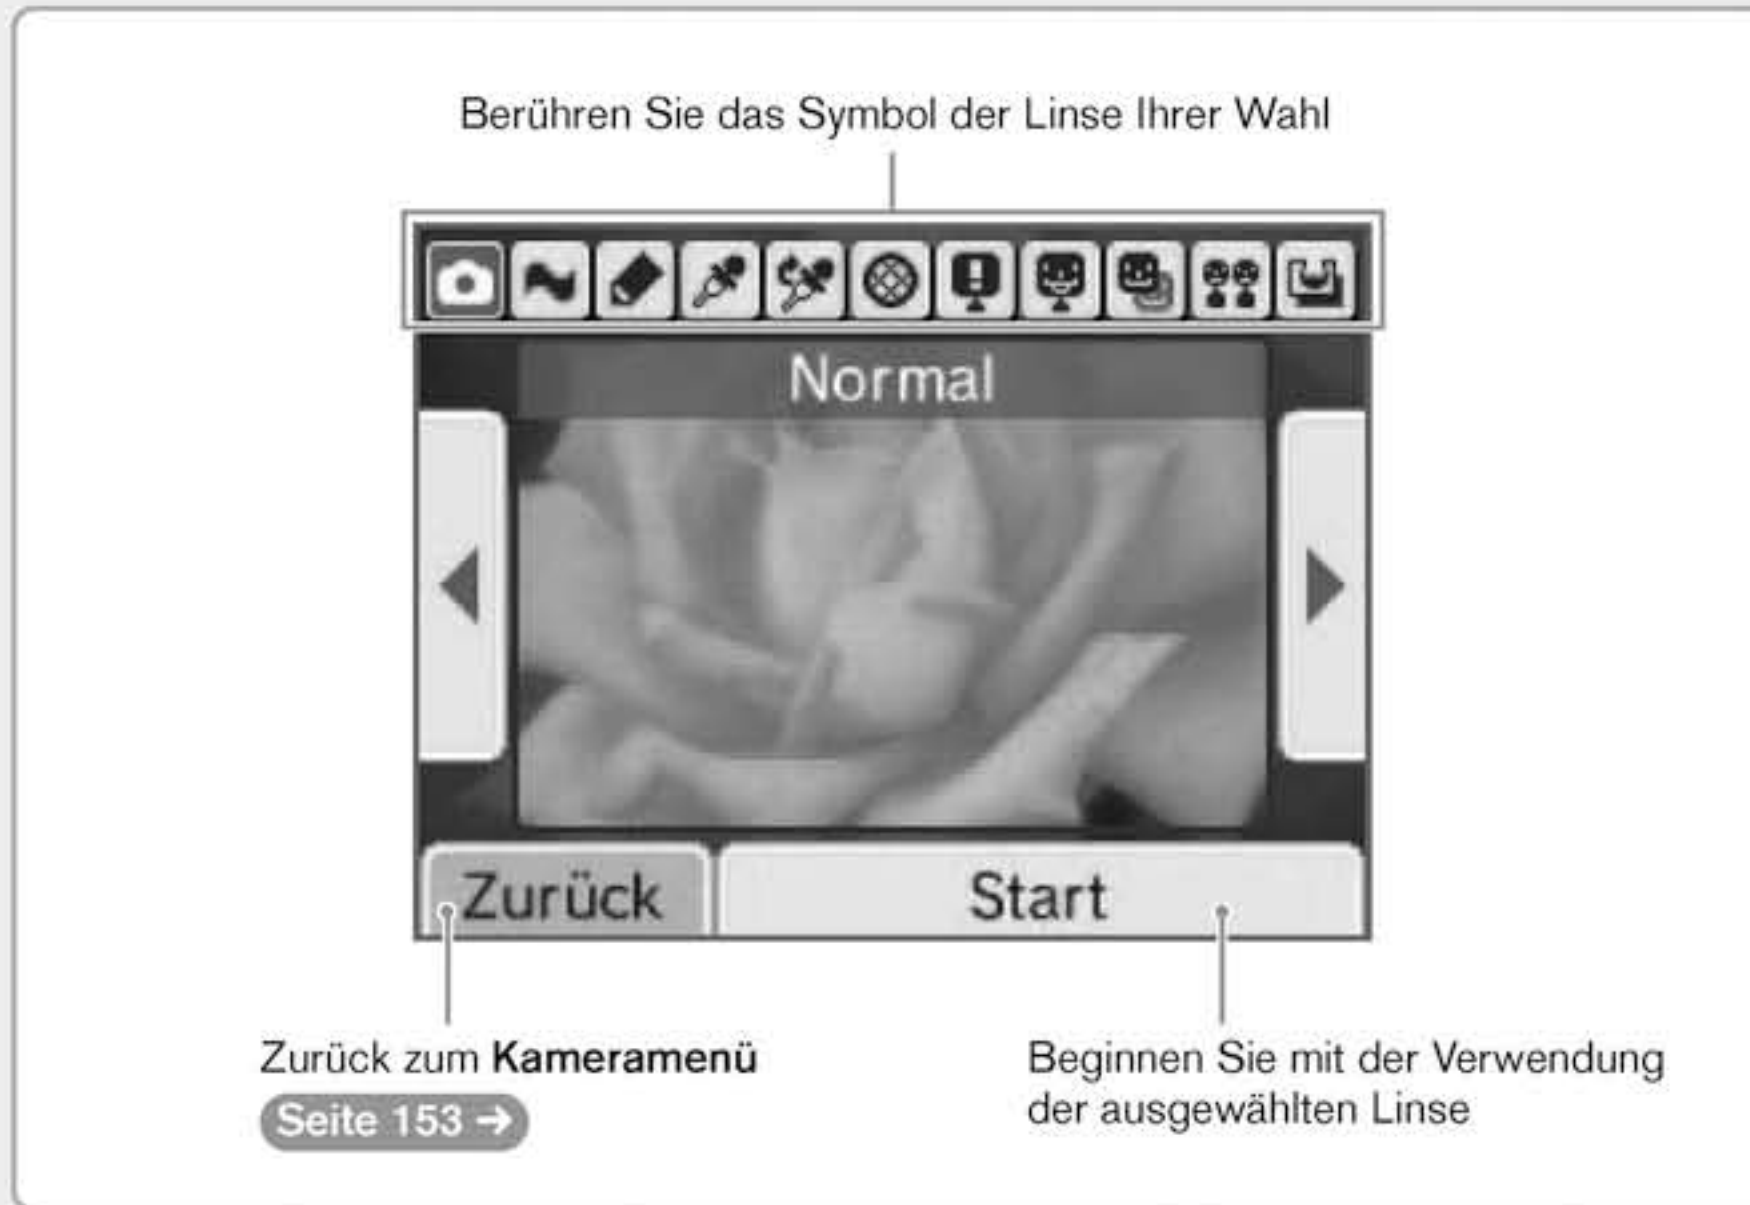 Berühren Sie das Symbol der Linse Ihrer Wahl
Normal
Zurück
Start
Zurück zum Kameramenü
Seite 153 →
Beginnen Sie mit der Verwendung
der ausgewählten Linse